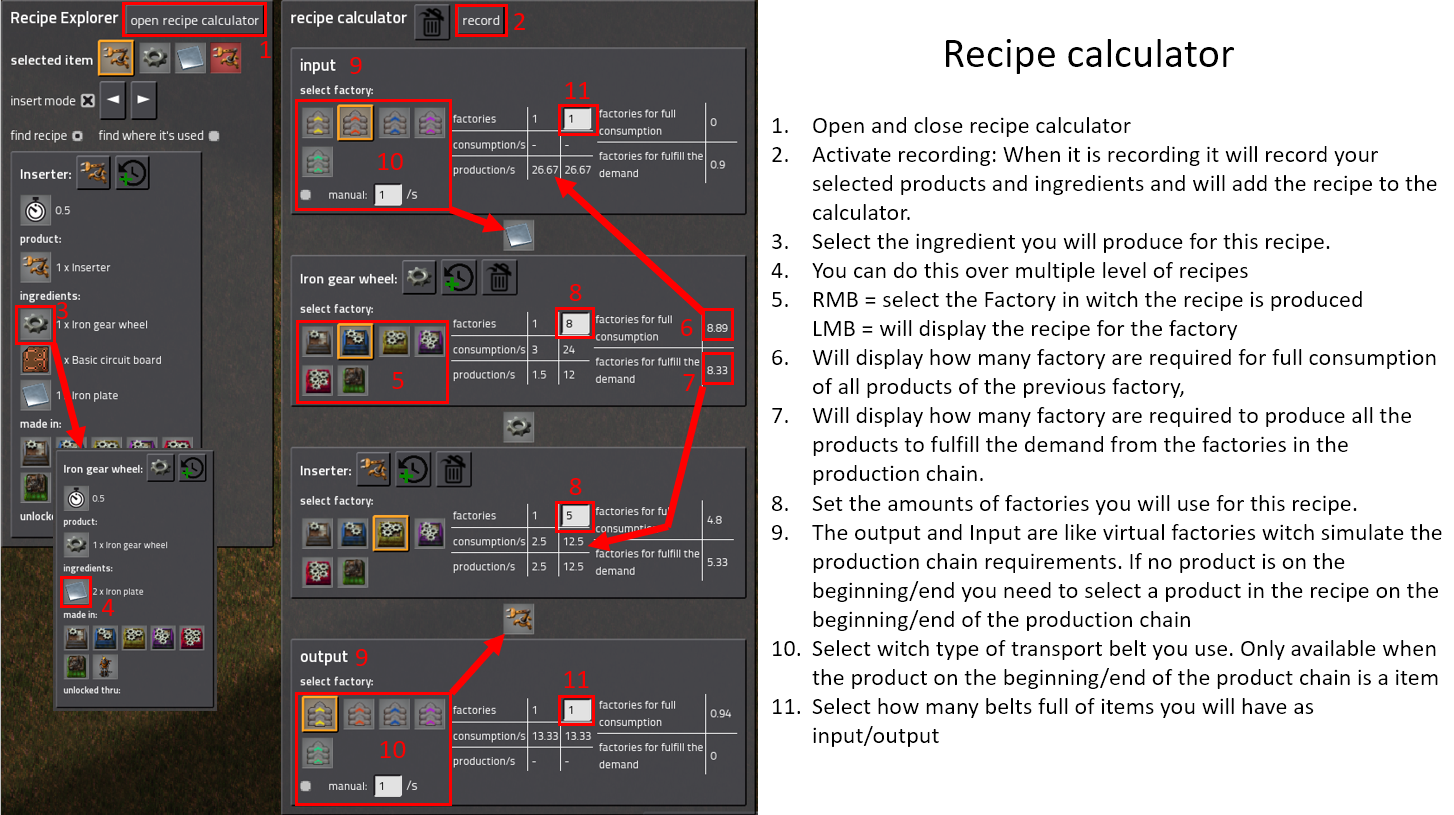 Recipe Explorer
open recipe calculator
1
selected item
insert mode
find recipe
find where it's used
Inserter:
0.5
product:
1 x Inserter
ingredients:
3
1 x Iron gear wheel
x Basic circuit board
1
Iron plate
made in:
unlock
Iron gear wheel:
0.5
product:
1 x Iron gear wheel
ingredients:
2 x Iron plate
4
made in:
unlocked thru:
recipe calculator
record
2
input
9
select factory:
10
manual: 1 /s
11
factories 1 1
consumption/s - -
production/s 26.67 26.67
factories for full
consumption
0
factories for fulfill the
demand
0.9
Iron gear wheel:
select factory:
5
8
factories 1 8
consumption/s 3 24
production/s 1.5 12
factories for full
consumption
6
8.89
factories for fulfill the
demand
7
8.33
Inserter:
select factory:
8
factories 1 5
consumption/s 2.5 12.5
production/s 2.5 12.5
factories for full
consumption
4.8
factories for fulfill the
demand
5.33
output
9
select factory:
10
manual: 1 /s
11
factories 1 1
consumption/s 13.33 13.33
production/s - -
factories for full
consumption
0.94
factories for fulfill the
demand
0
Recipe calculator
1. Open and close recipe calculator
2. Activate recording: When it is recording it will record your
selected products and ingredients and will add the recipe to the
calculator.
3. Select the ingredient you will produce for this recipe.
4. You can do this over multiple level of recipes
5. RMB = select the Factory in witch the recipe is produced
LMB = will display the recipe for the factory
6. Will display how many factory are required for full consumption
of all products of the previous factory,
7. Will display how many factory are required to produce all the
products to fulfill the demand from the factories in the
production chain.
8. Set the amounts of factories you will use for this recipe.
9. The output and Input are like virtual factories witch simulate the
production chain requirements. If no product is on the
beginning/end you need to select a product in the recipe on the
beginning/end of the production chain
10. Select witch type of transport belt you use. Only available when
the product on the beginning/end of the product chain is a item
11. Select how many belts full of items you will have as
input/output